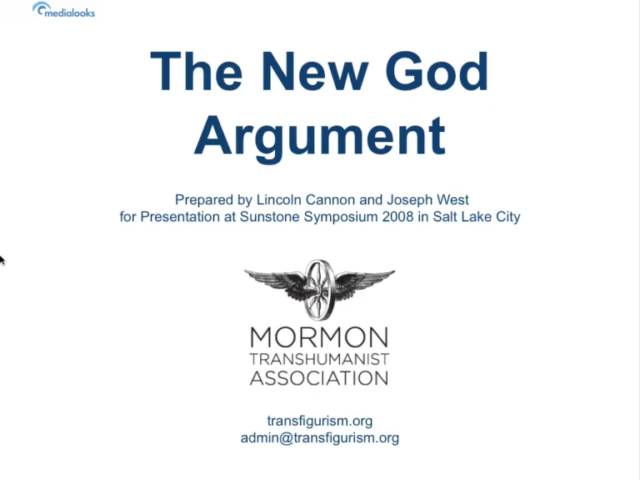 medialooks
The New God
Argument
Prepared by Lincoln Cannon and Joseph West
for Presentation at Sunstone Symposium 2008 in Salt Lake City
MORMON
TRANSHUMANIST
ASSOCIATION
transfigurism.org
admin@transfigurism.org